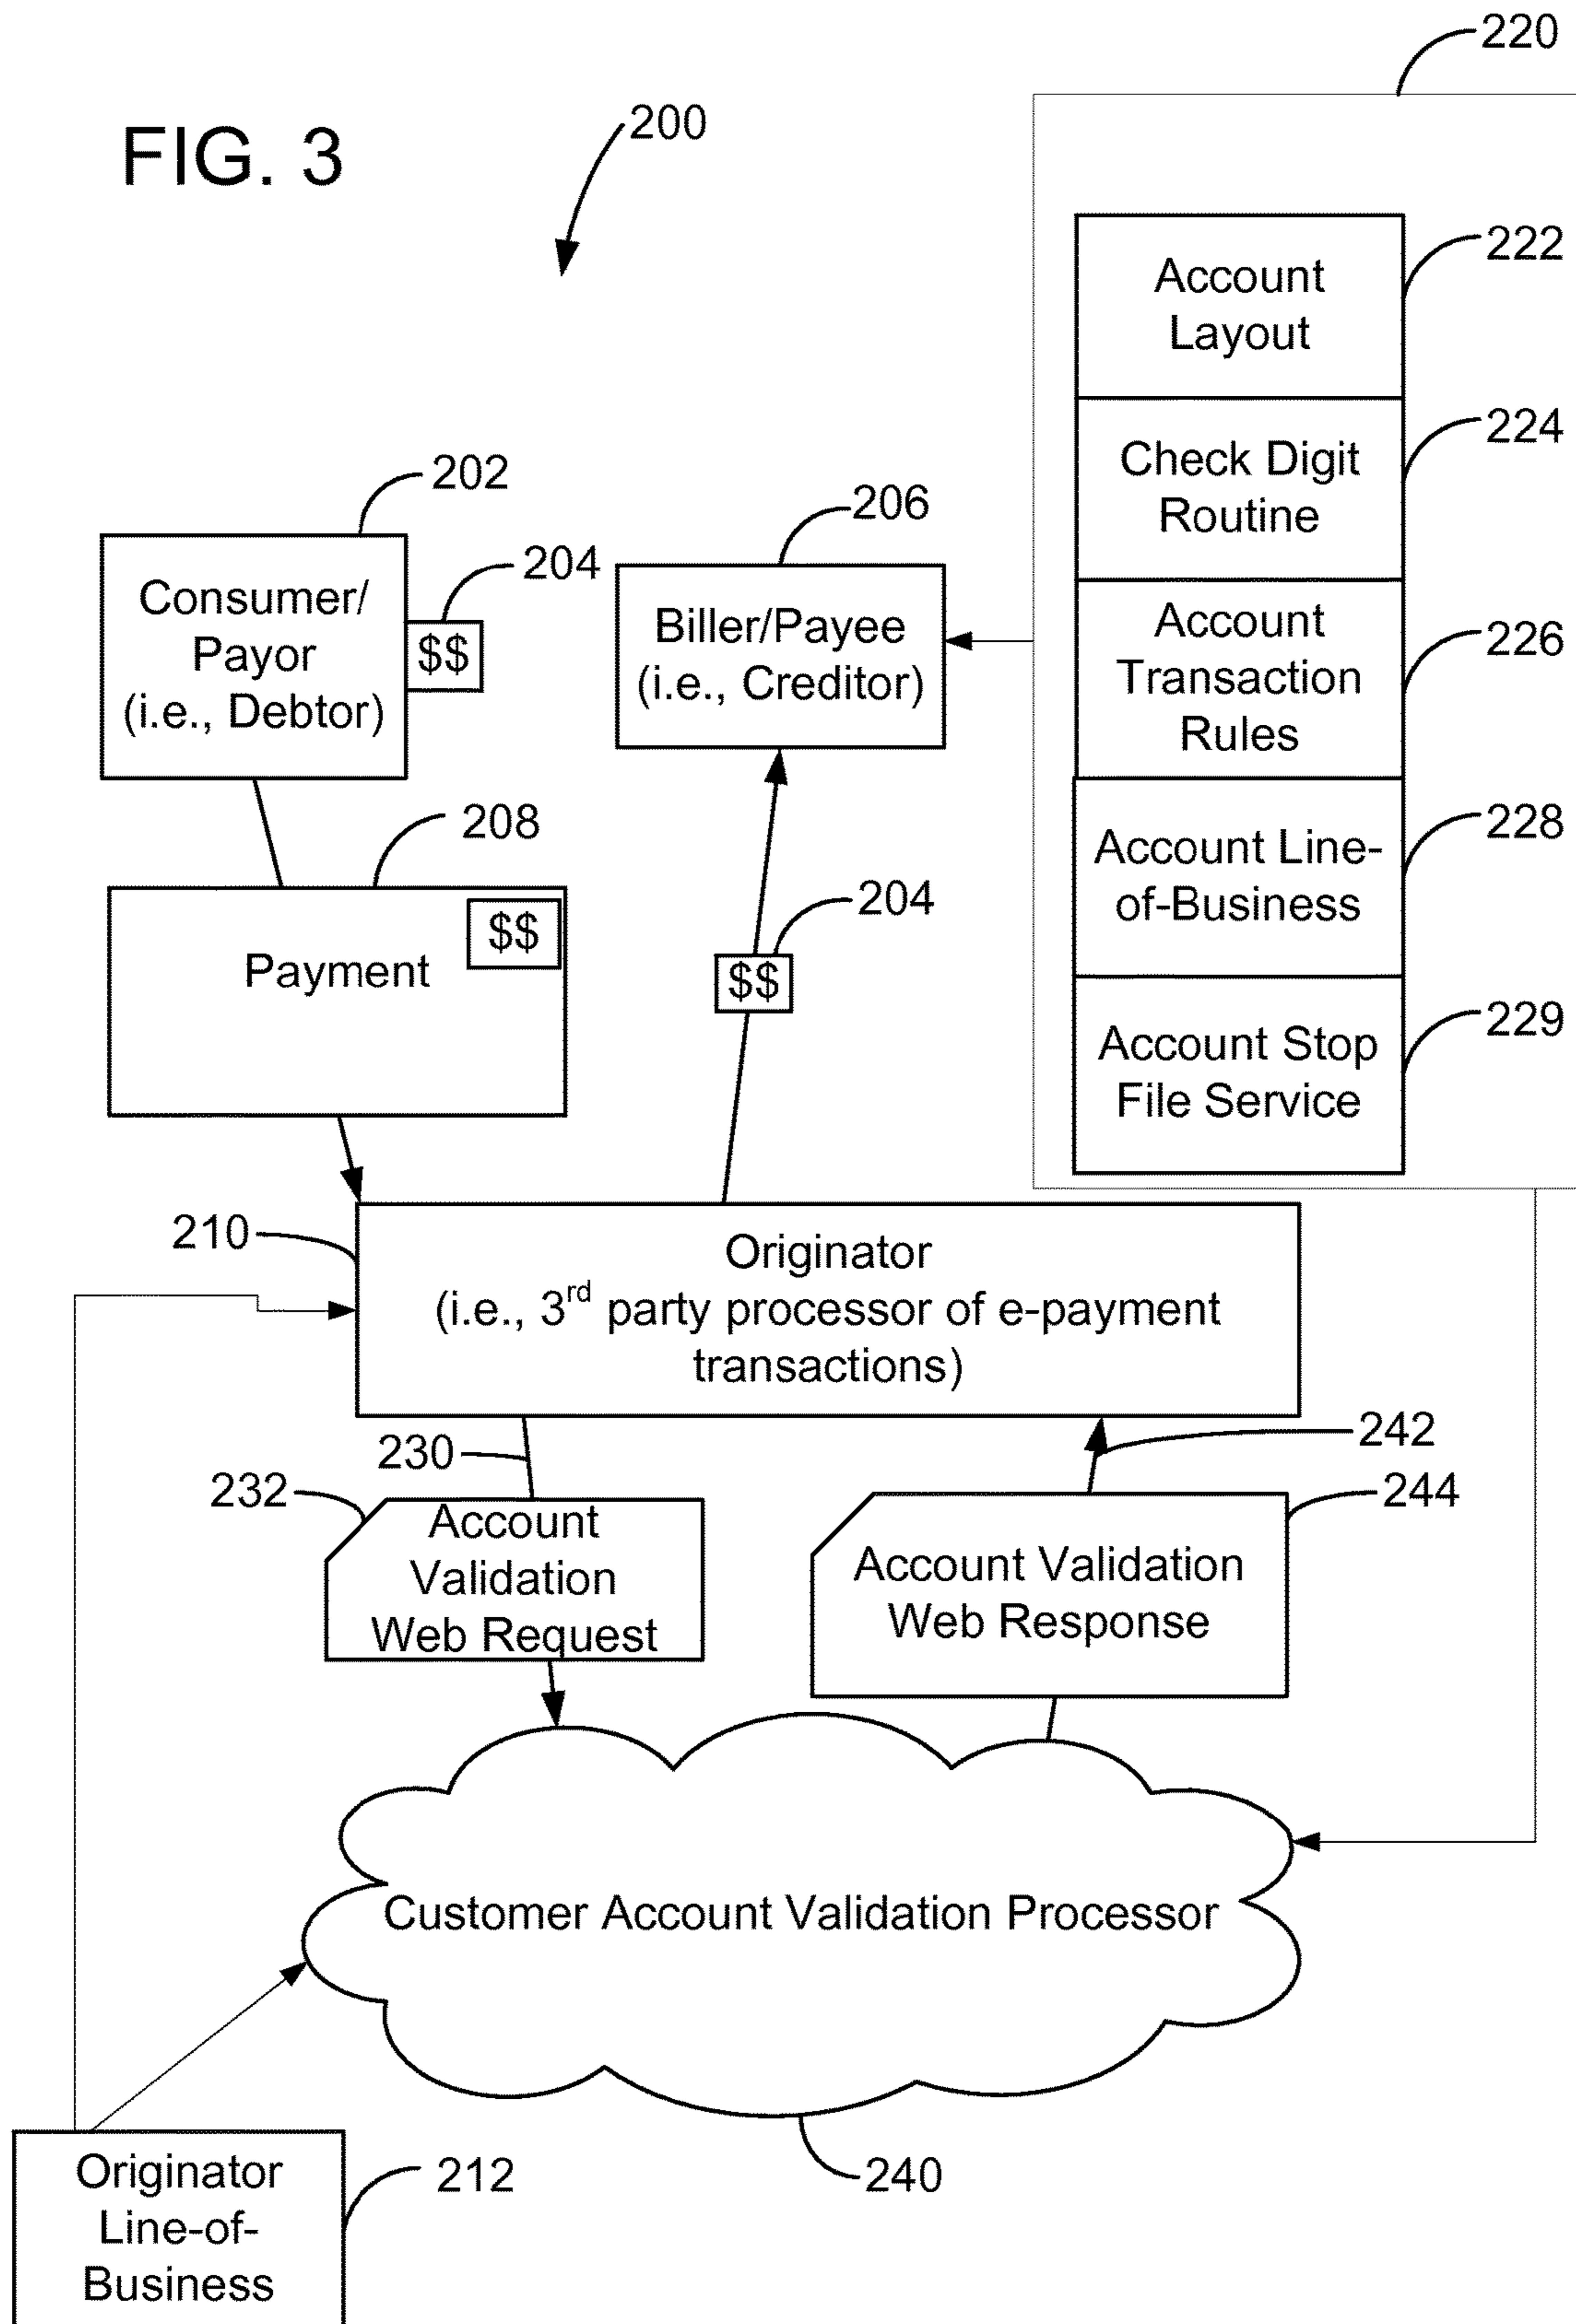 FIG. 3
200
220
222
Account
Layout
224
Check Digit
Routine
226
Account
Transaction
Rules
228
Account Line-
of-Business
229
Account Stop
File Service
202
Consumer/
Payor
(i.e., Debtor)
204
$$
206
Biller/Payee
(i.e., Creditor)
208
Payment
$$
204
$$
210
Originator
(i.e., 3rd party processor of e-payment
transactions)
230
232
Account
Validation
Web Request
242
244
Account Validation
Web Response
Customer Account Validation Processor
240
212
Originator
Line-of-
Business